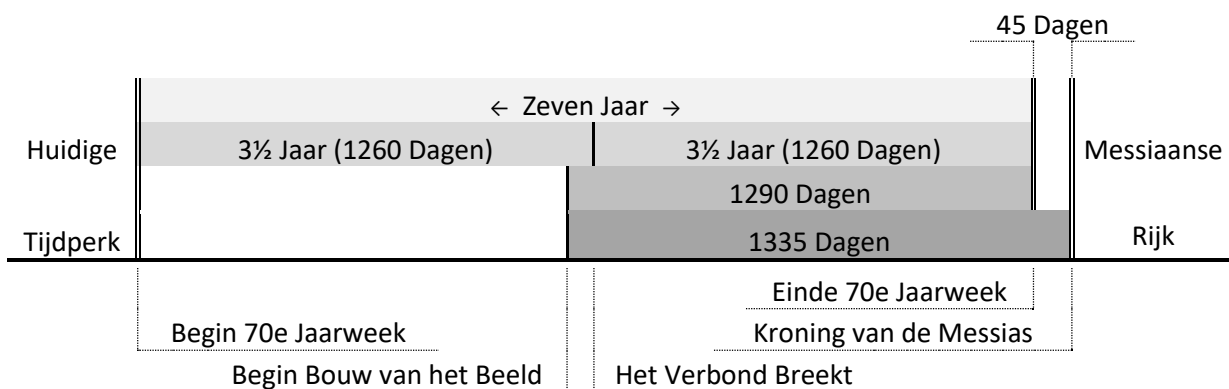 45 Dagen
← Zeven Jaar →
Huidige 3½ Jaar (1260 Dagen) 3½ Jaar (1260 Dagen) Messiaanse
1290 Dagen
Tijdperk 1335 Dagen Rijk
Einde 70e Jaarweek
Begin 70e Jaarweek Kroning van de Messias
Begin Bouw van het Beeld Het Verbond Breekt